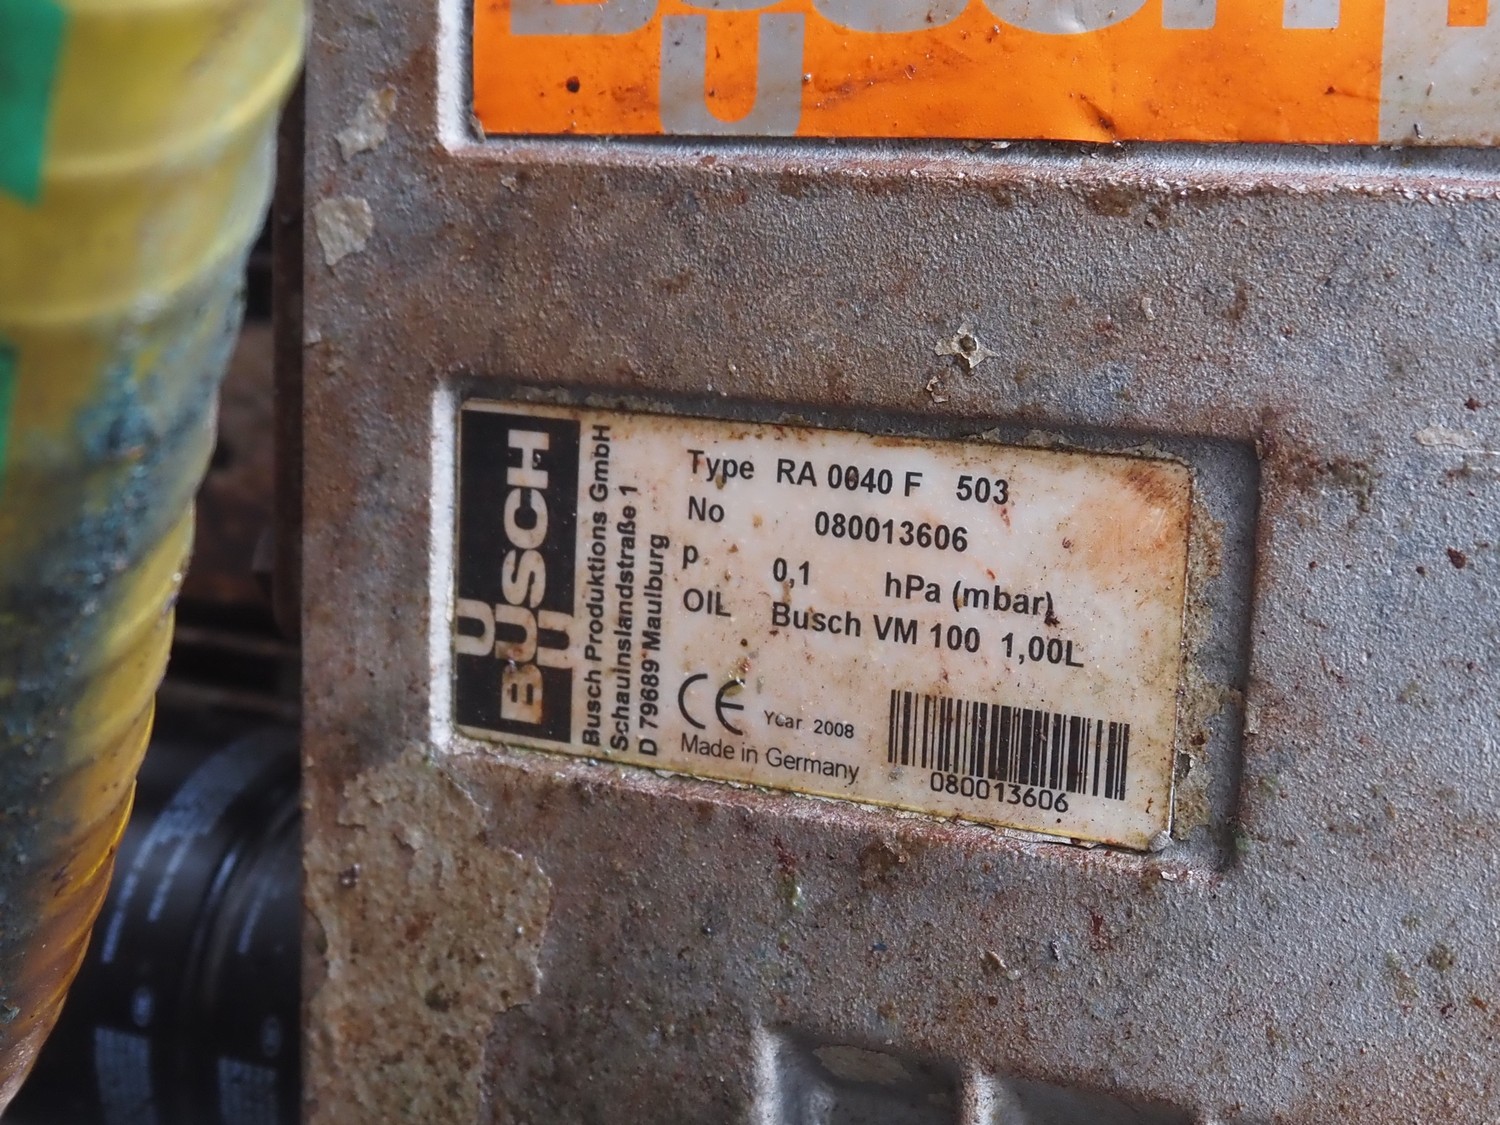 BUSCH
Busch Produktions GmbH
Schauinslandstraße 1
D 79689 Maulburg
Type RA 0040 F 503
No 080013606
p 0,1 hPa (mbar)
OIL Busch VM 100 1,00L
CE Year 2008
Made in Germany
080013606